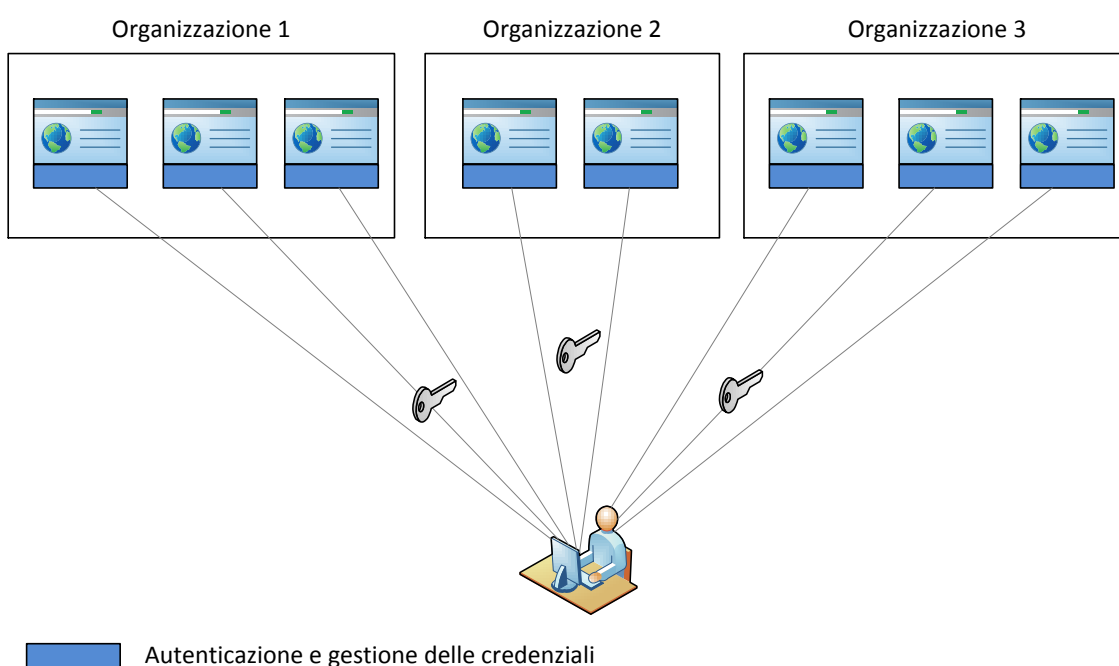 Organizzazione 1
Organizzazione 2
Organizzazione 3
Autenticazione e gestione delle credenziali